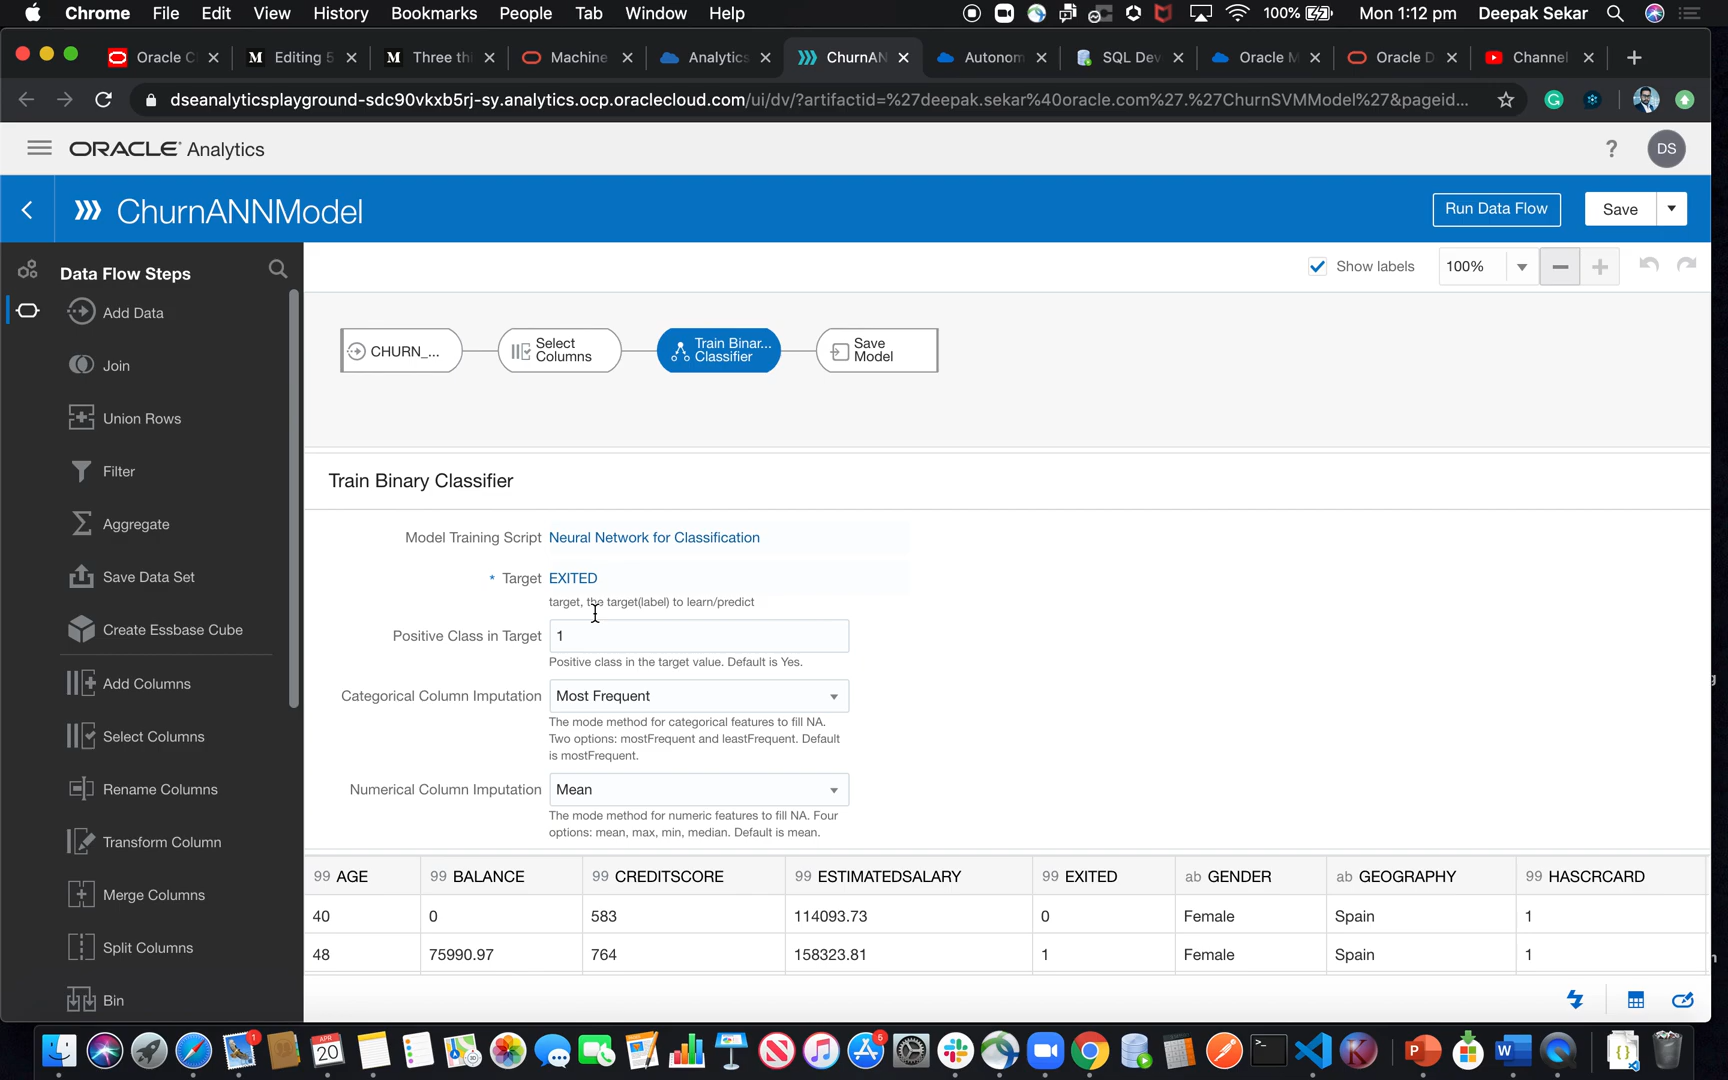 Chrome File Edit View History Bookmarks People Tab Window Help 100% Mon 1:12 pm Deepak Sekar
Oracle C Editing 5 Three thi Machine Analytics ChurnAN Autonom SQL Dev Oracle M Oracle D Channel
dseanalyticsplayground-sdc90vkxb5rj-sy.analytics.ocp.oraclecloud.com/ui/dv/?artifactid=%27deepak.sekar%40oracle.com%27.%27ChurnSVMModel%27&pageid...
ORACLE Analytics ? DS
ChurnANNModel Run Data Flow Save
Data Flow Steps
Show labels 100%
Add Data
Join
Union Rows
Filter
Aggregate
Save Data Set
Create Essbase Cube
Add Columns
Select Columns
Rename Columns
Transform Column
Merge Columns
Split Columns
Bin
CHURN_...
Select
Columns
Train Binar...
Classifier
Save
Model
Train Binary Classifier
Model Training Script Neural Network for Classification
* Target EXITED
target, the target(label) to learn/predict
Positive Class in Target 1
Positive class in the target value. Default is Yes.
Categorical Column Imputation Most Frequent
The mode method for categorical features to fill NA.
Two options: mostFrequent and leastFrequent. Default
is mostFrequent.
Numerical Column Imputation Mean
The mode method for numeric features to fill NA. Four
options: mean, max, min, median. Default is mean.
99 AGE 99 BALANCE 99 CREDITSCORE 99 ESTIMATEDSALARY 99 EXITED ab GENDER ab GEOGRAPHY 99 HASCRCARD
40 0 583 114093.73 0 Female Spain 1
48 75990.97 764 158323.81 1 Female Spain 1
1 APR 20 5